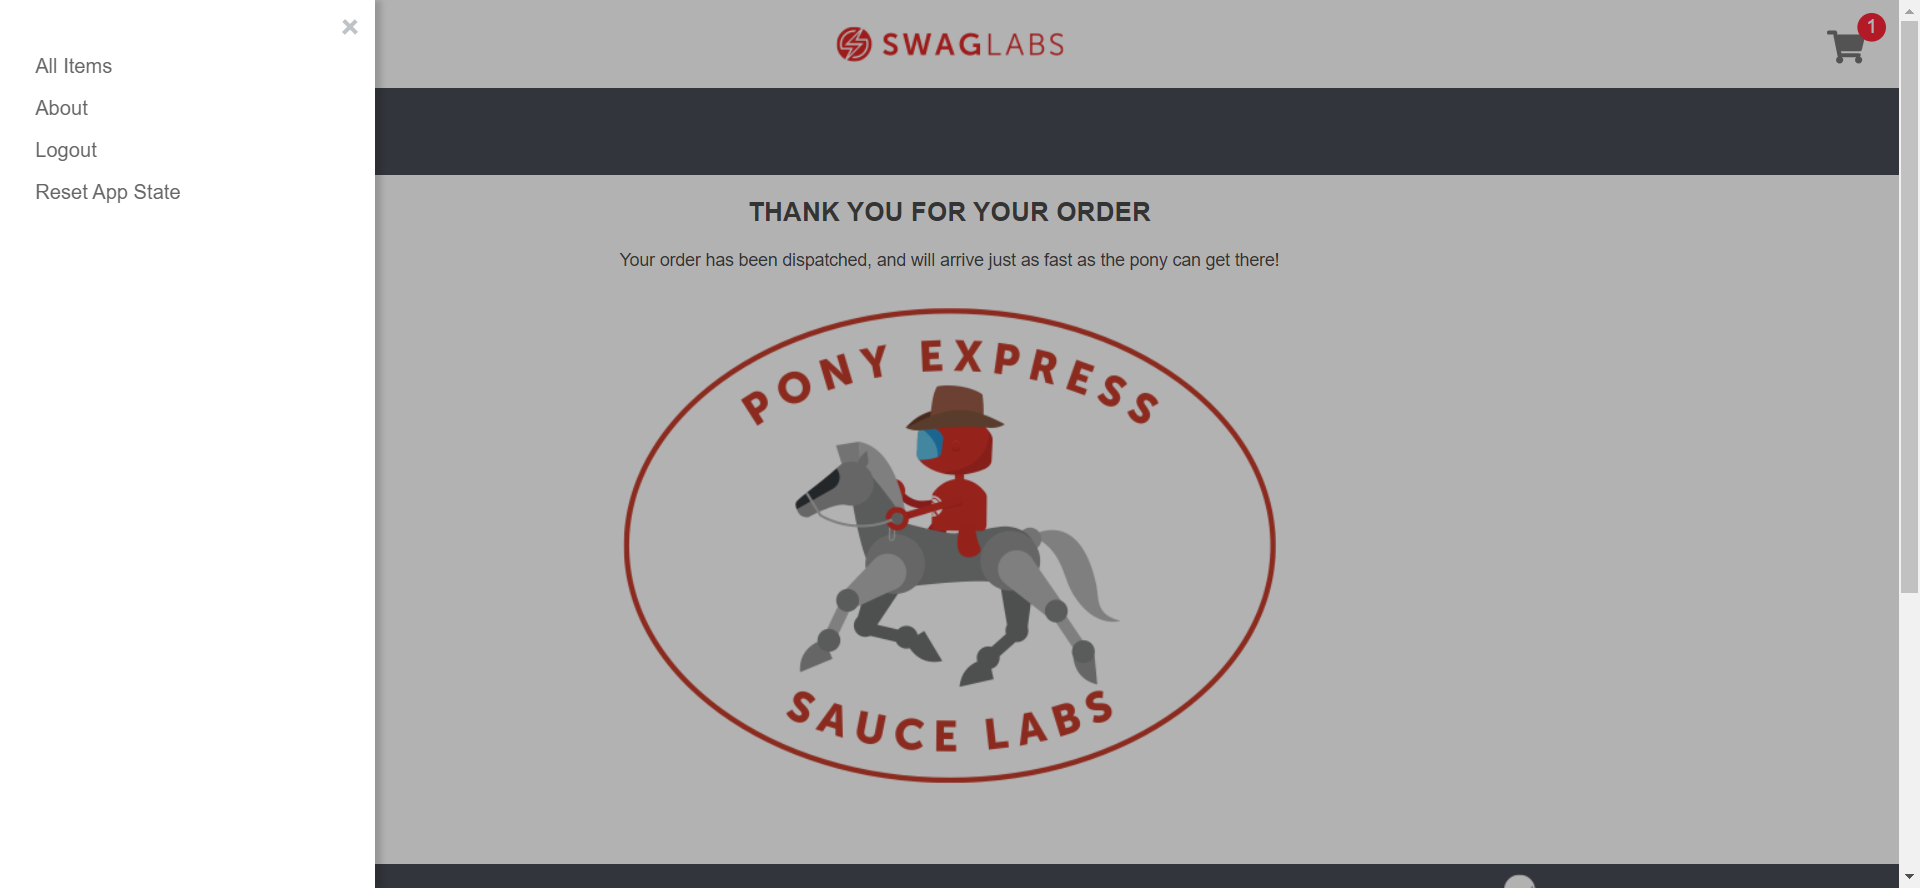 All Items
About
Logout
Reset App State
SWAGLABS
1
THANK YOU FOR YOUR ORDER
Your order has been dispatched, and will arrive just as fast as the pony can get there!
PONY EXPRESS
SAUCE LABS